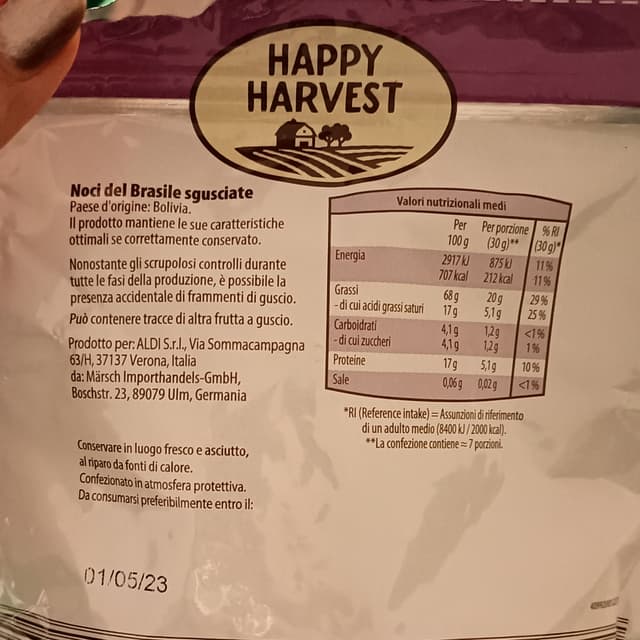 HAPPY
HARVEST
Noci del Brasile sgusciate
Paese d'origine: Bolivia.
Il prodotto mantiene le sue caratteristiche
ottimali se correttamente conservato.
Nonostante gli scrupolosi controlli durante
tutte le fasi della produzione, è possibile la
presenza accidentale di frammenti di guscio.
Può contenere tracce di altra frutta a guscio.
Prodotto per: ALDI S.r.l., Via Sommacampagna
63/H, 37137 Verona, Italia
da: Märsch Importhandels-GmbH,
Boschstr. 23, 89079 Ulm, Germania
Conservare in luogo fresco e asciutto,
al riparo da fonti di calore.
Confezionato in atmosfera protettiva.
Da consumarsi preferibilmente entro il:
01/05/23
Valori nutrizionali medi
Per 100 g Per porzione (30 g)** % RI (30 g)*
Energia 2917 kJ 875 kJ 11%
707 kcal 212 kcal 11%
Grassi 68 g 20 g 29%
- di cui acidi grassi saturi 17 g 5,1 g 25%
Carboidrati 4,1 g 1,2 g <1%
- di cui zuccheri 4,1 g 1,2 g 1%
Proteine 17 g 5,1 g 10%
Sale 0,06 g 0,02 g <1%
*RI (Reference intake) = Assunzioni di riferimento
di un adulto medio (8400 kJ / 2000 kcal).
**La confezione contiene ≈ 7 porzioni.